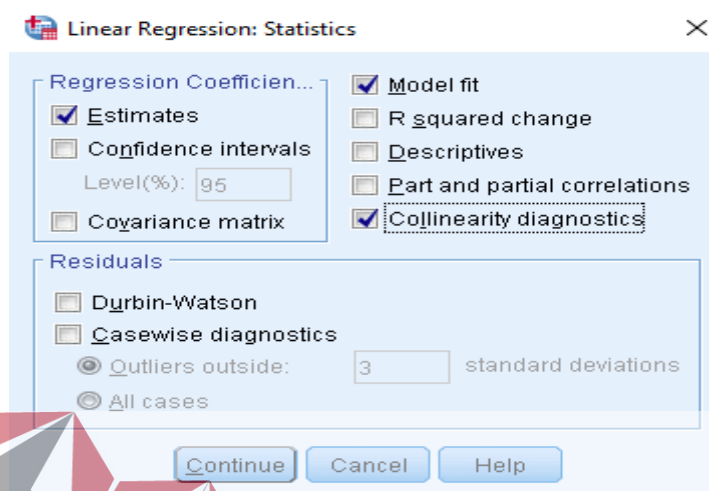 Linear Regression: Statistics
Regression Coefficien...
Estimates
Confidence intervals
Level(%): 95
Covariance matrix
Model fit
R squared change
Descriptives
Part and partial correlations
Collinearity diagnostics
Residuals
Durbin-Watson
Casewise diagnostics
Outliers outside: 3 standard deviations
All cases
Continue Cancel Help